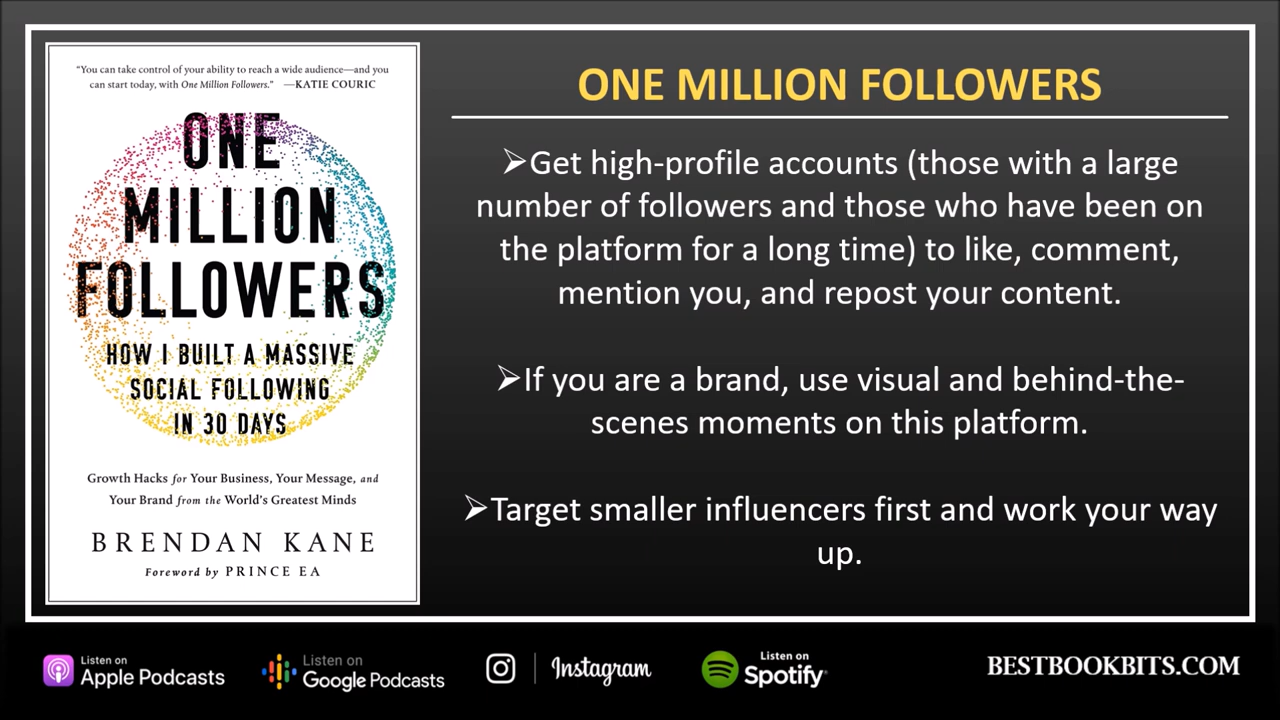 “You can take control of your ability to reach a wide audience—and you
can start today, with One Million Followers.” —KATIE COURIC
ONE
MILLION
FOLLOWERS
HOW I BUILT A MASSIVE
SOCIAL FOLLOWING
IN 30 DAYS
Growth Hacks for Your Business, Your Message, and
Your Brand from the World’s Greatest Minds
BRENDAN KANE
Foreword by PRINCE EA
ONE MILLION FOLLOWERS
➢Get high-profile accounts (those with a large
number of followers and those who have been on
the platform for a long time) to like, comment,
mention you, and repost your content.
➢If you are a brand, use visual and behind-the-
scenes moments on this platform.
➢Target smaller influencers first and work your way
up.
Listen on
Apple Podcasts
Listen on
Google Podcasts
Instagram
Listen on
Spotify
BESTBOOKBITS.COM